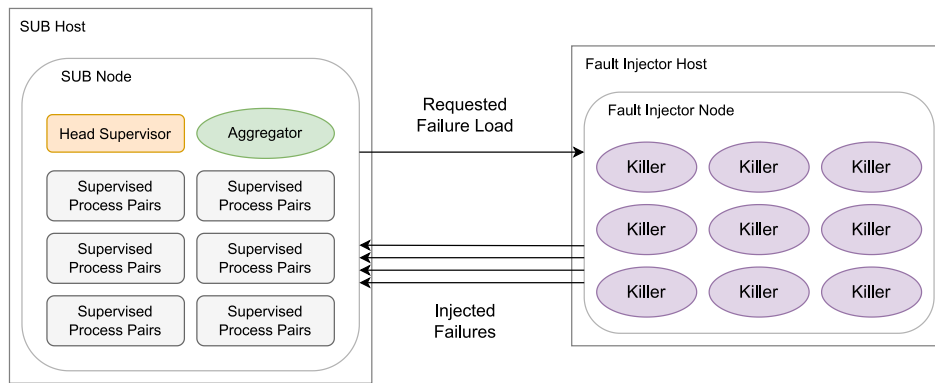 SUB Host
SUB Node
Head Supervisor
Aggregator
Supervised
Process Pairs
Supervised
Process Pairs
Supervised
Process Pairs
Supervised
Process Pairs
Supervised
Process Pairs
Supervised
Process Pairs
Requested
Failure Load
Injected
Failures
Fault Injector Host
Fault Injector Node
Killer
Killer
Killer
Killer
Killer
Killer
Killer
Killer
Killer